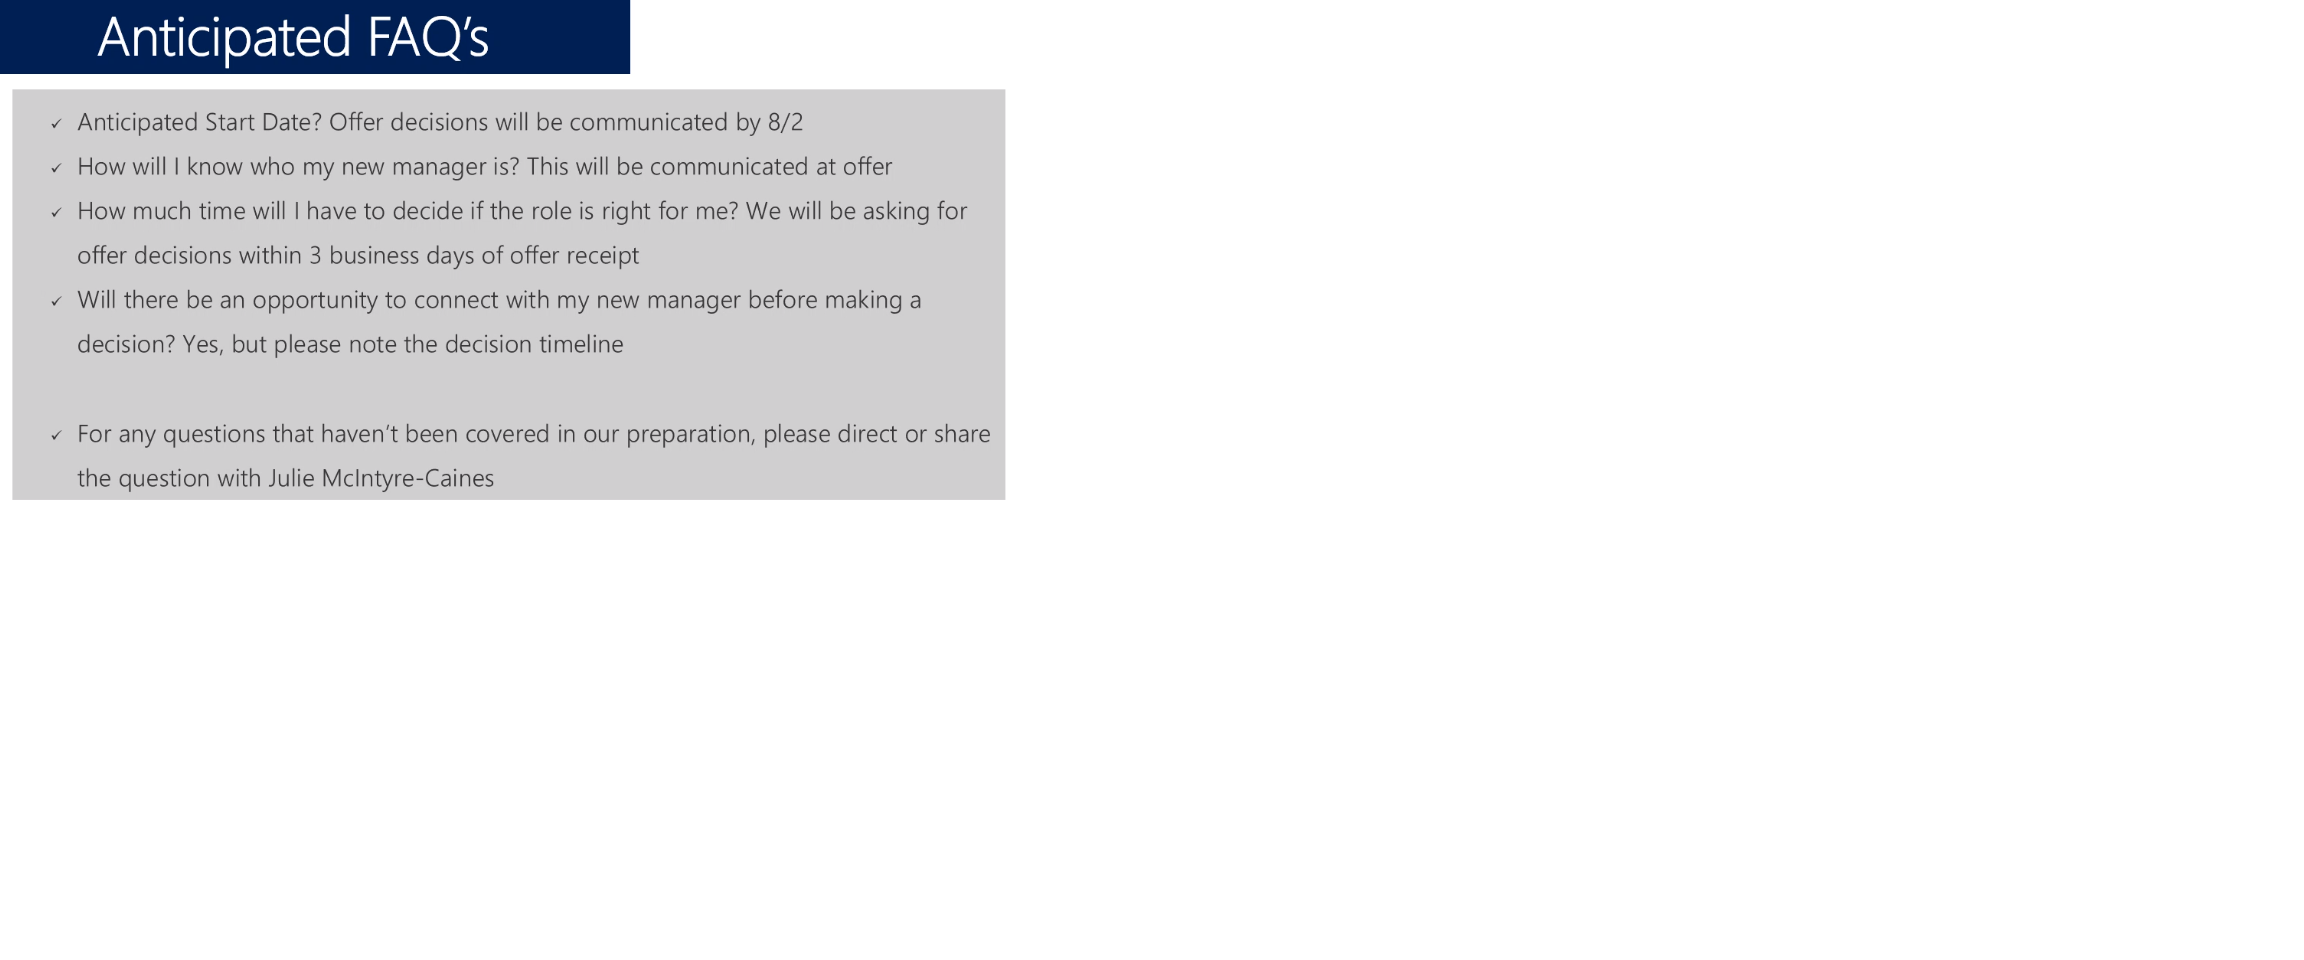 Anticipated FAQ’s
✓ Anticipated Start Date? Offer decisions will be communicated by 8/2
✓ How will I know who my new manager is? This will be communicated at offer
✓ How much time will I have to decide if the role is right for me? We will be asking for
offer decisions within 3 business days of offer receipt
✓ Will there be an opportunity to connect with my new manager before making a
decision? Yes, but please note the decision timeline
✓ For any questions that haven’t been covered in our preparation, please direct or share
the question with Julie McIntyre-Caines